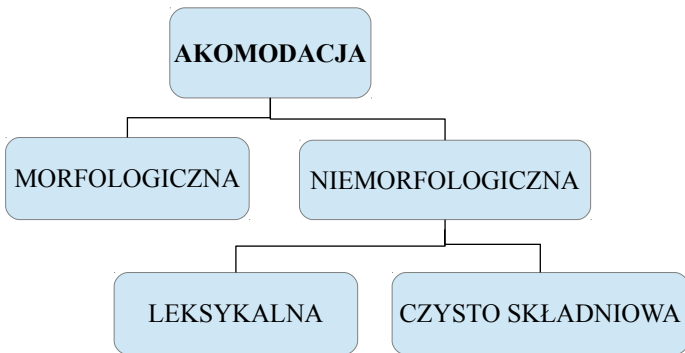 AKOMODACJA
MORFOLOGICZNA
NIEMORFOLOGICZNA
LEKSYKALNA
CZYSTO SKŁADNIOWA